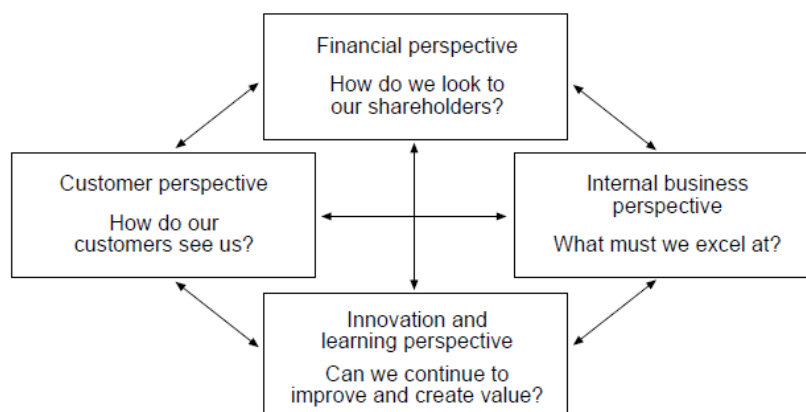 Financial perspective
How do we look to
our shareholders?
Customer perspective
How do our
customers see us?
Internal business
perspective
What must we excel at?
Innovation and
learning perspective
Can we continue to
improve and create value?